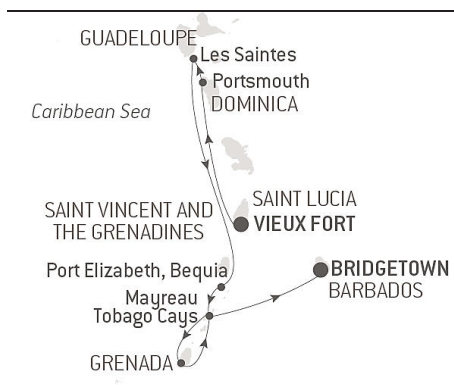 GUADELOUPE
Les Saintes
Portsmouth
DOMINICA
Caribbean Sea
SAINT LUCIA
VIEUX FORT
SAINT VINCENT AND
THE GRENADINES
Port Elizabeth, Bequia
BRIDGETOWN
BARBADOS
Mayreau
Tobago Cays
GRENADA